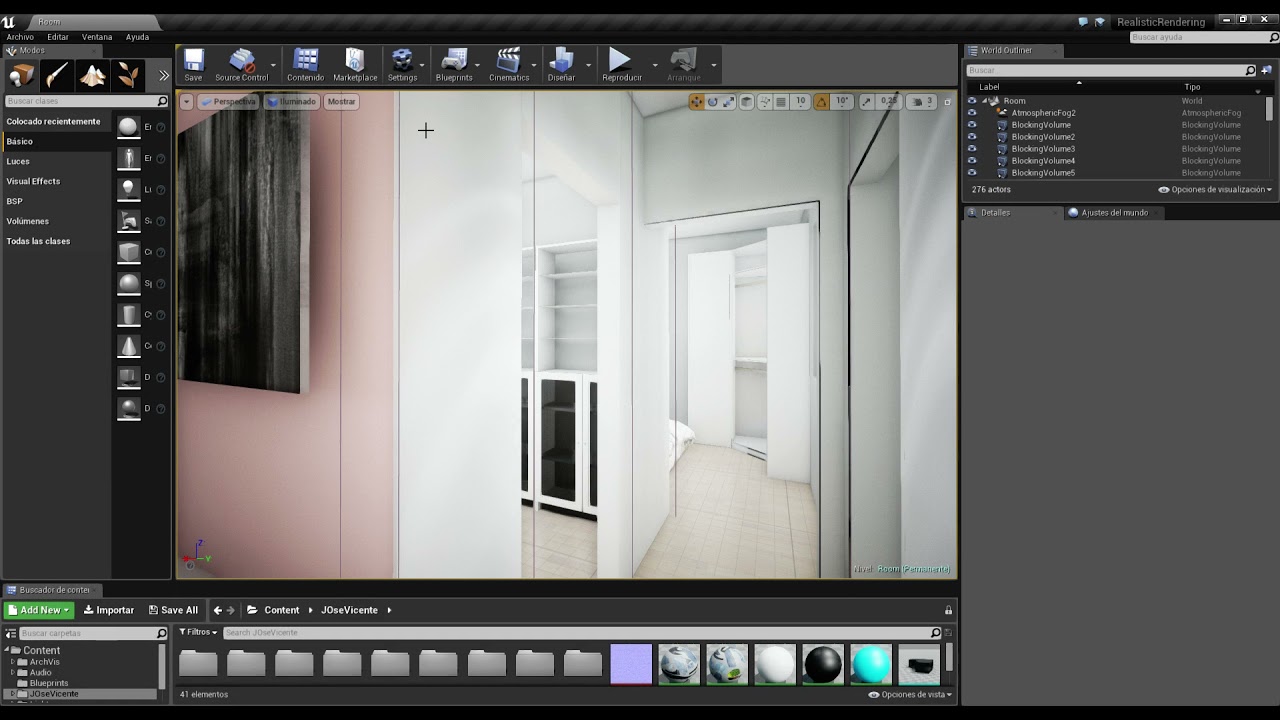 Room
RealisticRendering
Archivo Editar Ventana Ayuda
Buscar ayuda
Modes
Save Source Control Contenido Marketplace Settings Blueprints Cinematics Diseñar Reproducir Arranque
World Outliner
Buscar...
Label Tipo
Room World
AtmosphericFog2 AtmosphericFog
BlockingVolume BlockingVolume
BlockingVolume2 BlockingVolume
BlockingVolume3 BlockingVolume
BlockingVolume4 BlockingVolume
BlockingVolume5 BlockingVolume
276 actors Opciones de visualización
Detalles Ajustes del mundo
Buscar clases
Colocado recientemente
Básico
Luces
Visual Effects
BSP
Volúmenes
Todas las clases
Perspectiva Iluminado Mostrar
10 10° 0,25 3
Z
X Y
Nivel: Room (Permanente)
Buscador de conter
Add New Importar Save All Content JOseVicente
Buscar carpetas
Filtros Search JOseVicente
Content
ArchVis
Audio
Blueprints
JOseVicente
41 elementos Opciones de vista